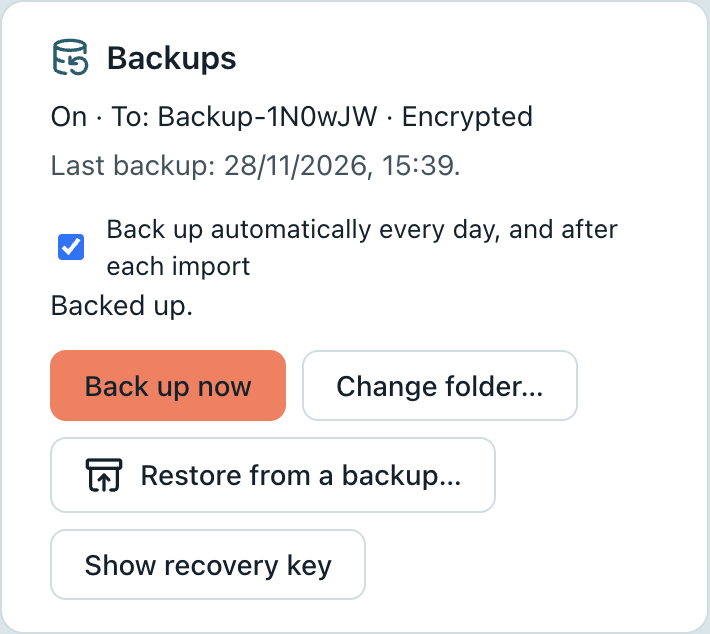 Backups
On · To: Backup-1N0wJW · Encrypted
Last backup: 28/11/2026, 15:39.
Back up automatically every day, and after
each import
Backed up.
Back up now
Change folder...
Restore from a backup...
Show recovery key